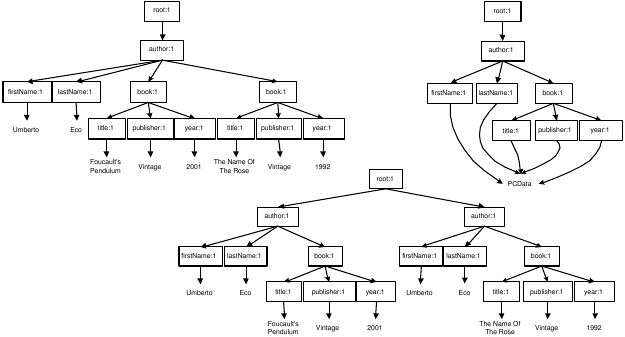 root:1
author:1
firstName:1 lastName:1 book:1 book:1
title:1 publisher:1 year:1 title:1 publisher:1 year:1
Umberto Eco
Foucault's Pendulum Vintage 2001 The Name Of The Rose Vintage 1992
root:1
author:1
firstName:1 lastName:1 book:1
title:1 publisher:1 year:1
PCData
root:1
author:1 author:1
firstName:1 lastName:1 book:1 firstName:1 lastName:1 book:1
Umberto Eco title:1 publisher:1 year:1 Umberto Eco title:1 publisher:1 year:1
Foucault's Pendulum Vintage 2001 The Name Of The Rose Vintage 1992